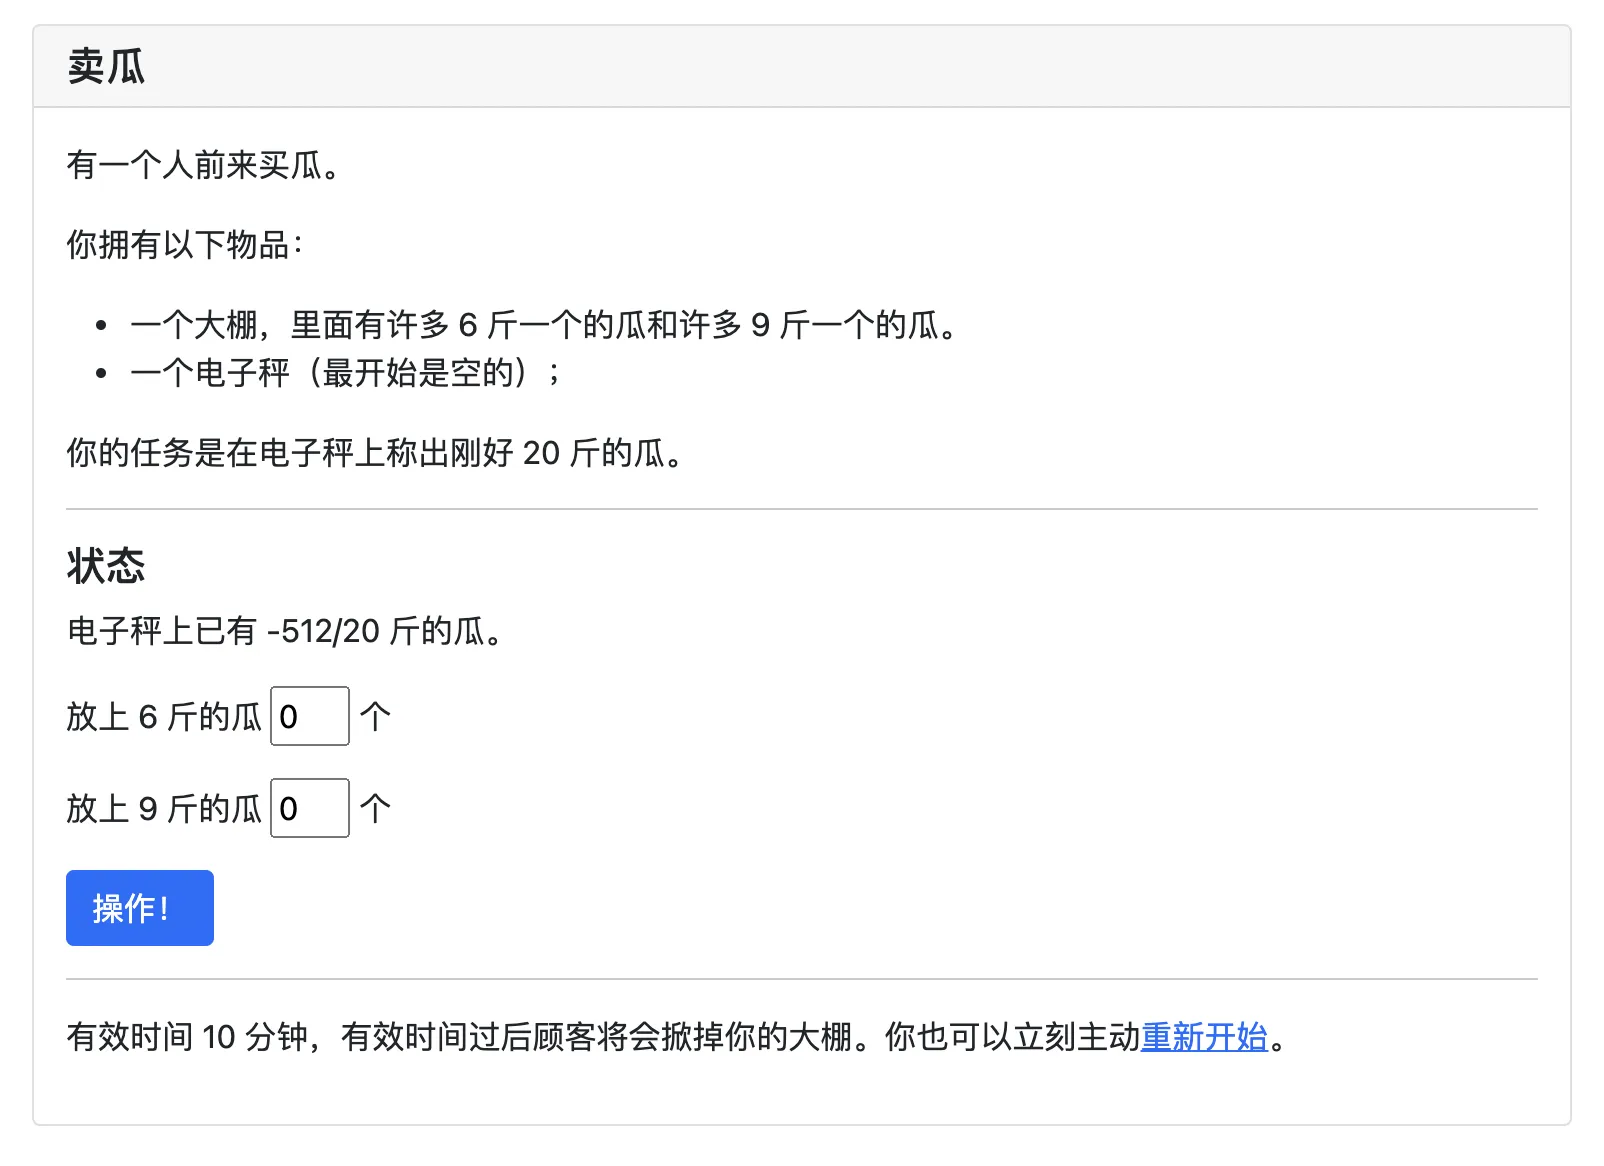 卖瓜
有一个人前来买瓜。
你拥有以下物品：
一个大棚，里面有许多 6 斤一个的瓜和许多 9 斤一个的瓜。
一个电子秤（最开始是空的）；
你的任务是在电子秤上称出刚好 20 斤的瓜。
状态
电子秤上已有 -512/20 斤的瓜。
放上 6 斤的瓜 0 个
放上 9 斤的瓜 0 个
操作！
有效时间 10 分钟，有效时间过后顾客将会掀掉你的大棚。你也可以立刻主动重新开始。